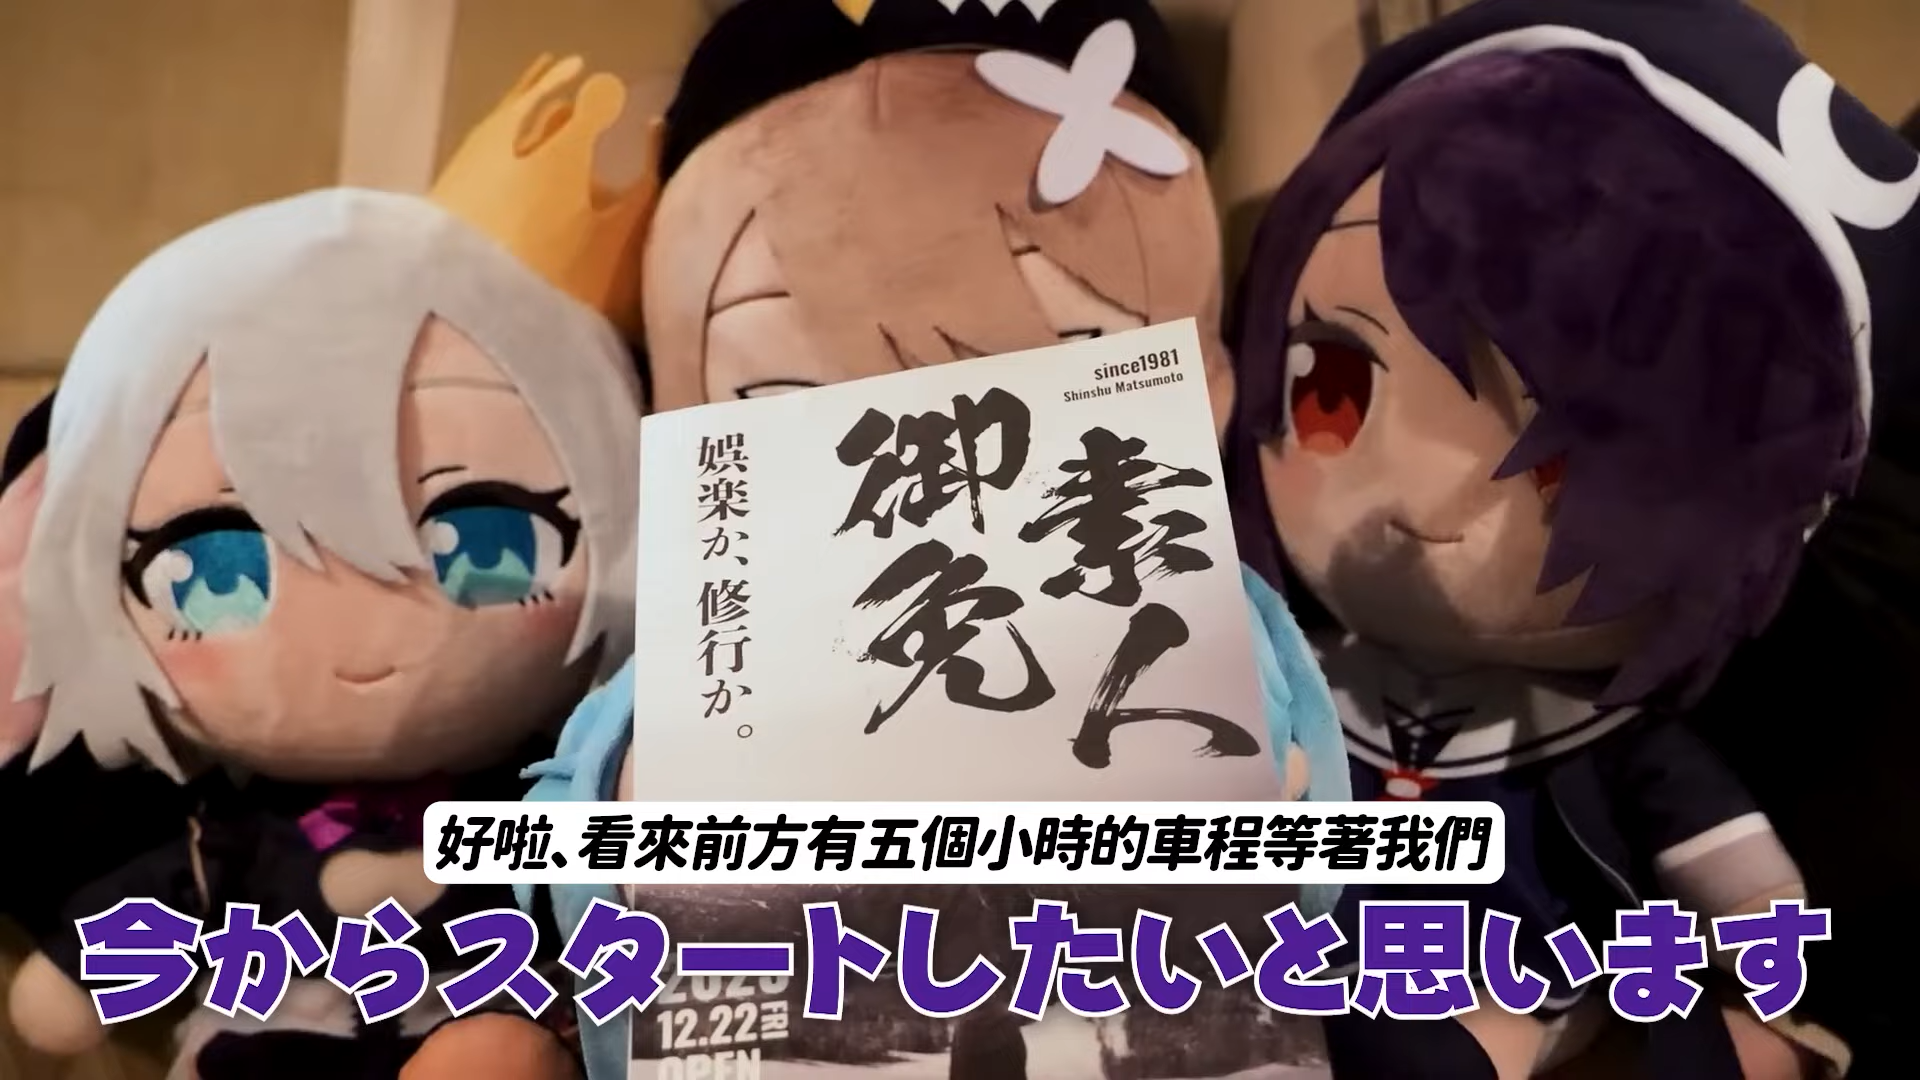 since1981
Shinshu Matsumoto
素人
御免
娯楽か、修行か。
好啦、看來前方有五個小時的車程等著我們
今からスタートしたいと思います
12.22 FRI
OPEN